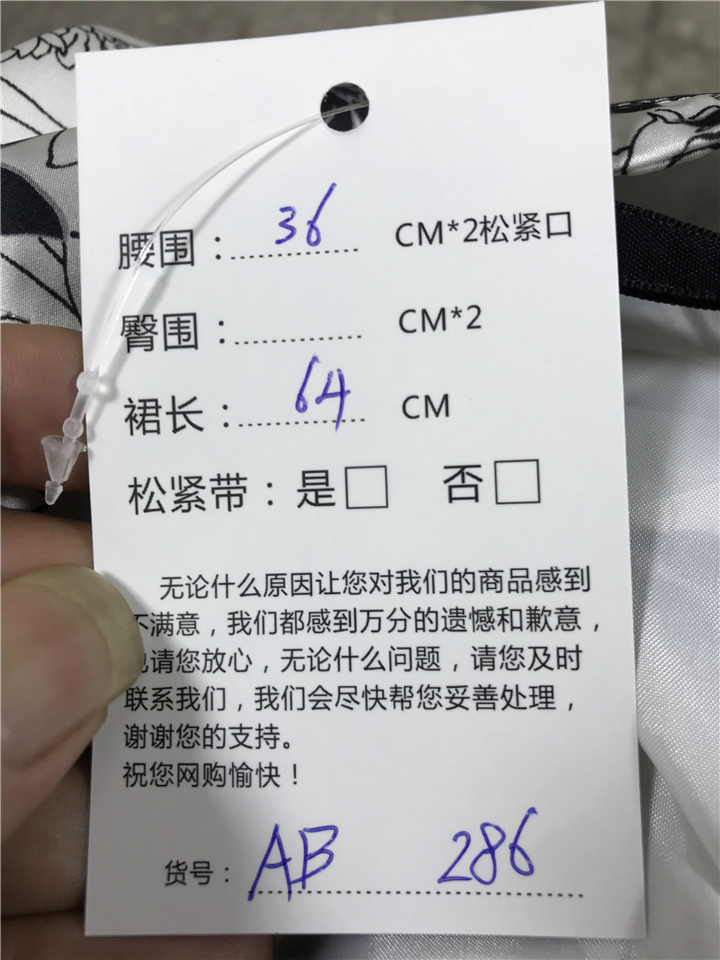 腰围：36 CM*2松紧口
臀围： CM*2
裙长：64 CM
松紧带：是□ 否□
无论什么原因让您对我们的商品感到
不满意，我们都感到万分的遗憾和歉意，
请您放心，无论什么问题，请您及时
联系我们，我们会尽快帮您妥善处理，
谢谢您的支持。
祝您网购愉快！
货号：AB 286